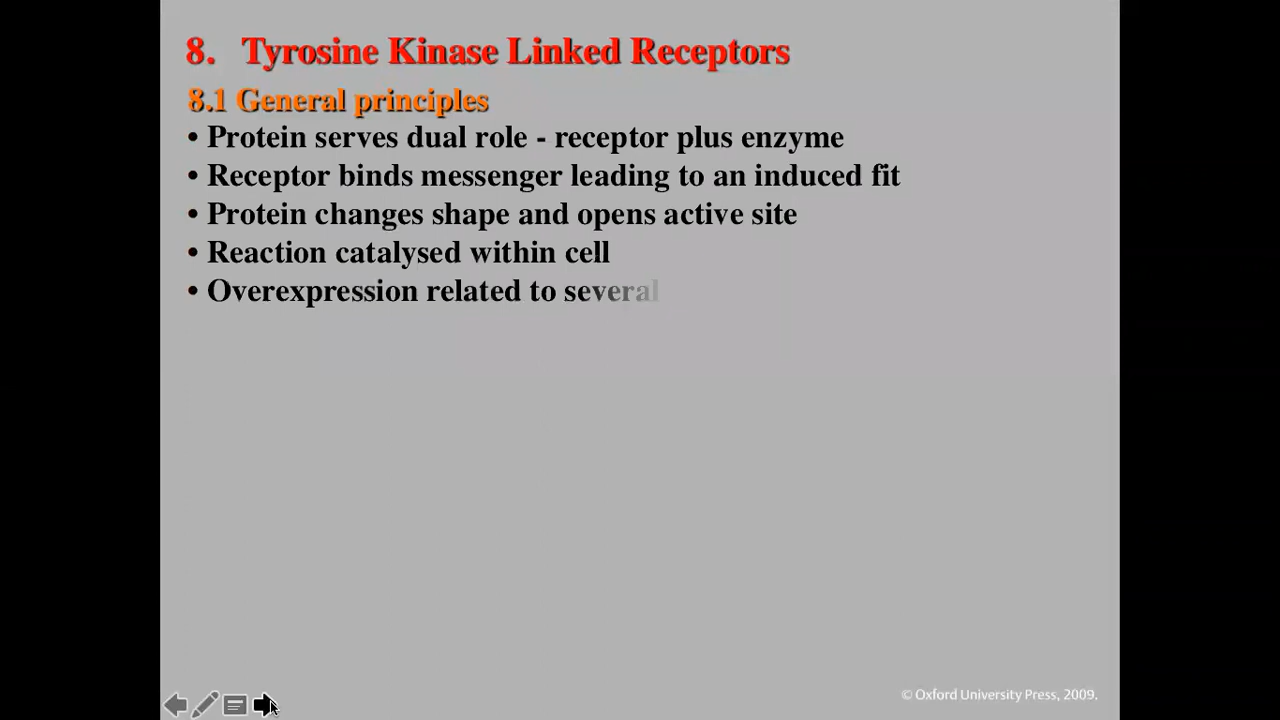 8. Tyrosine Kinase Linked Receptors
8.1 General principles
• Protein serves dual role - receptor plus enzyme
• Receptor binds messenger leading to an induced fit
• Protein changes shape and opens active site
• Reaction catalysed within cell
• Overexpression related to several
© Oxford University Press, 2009.